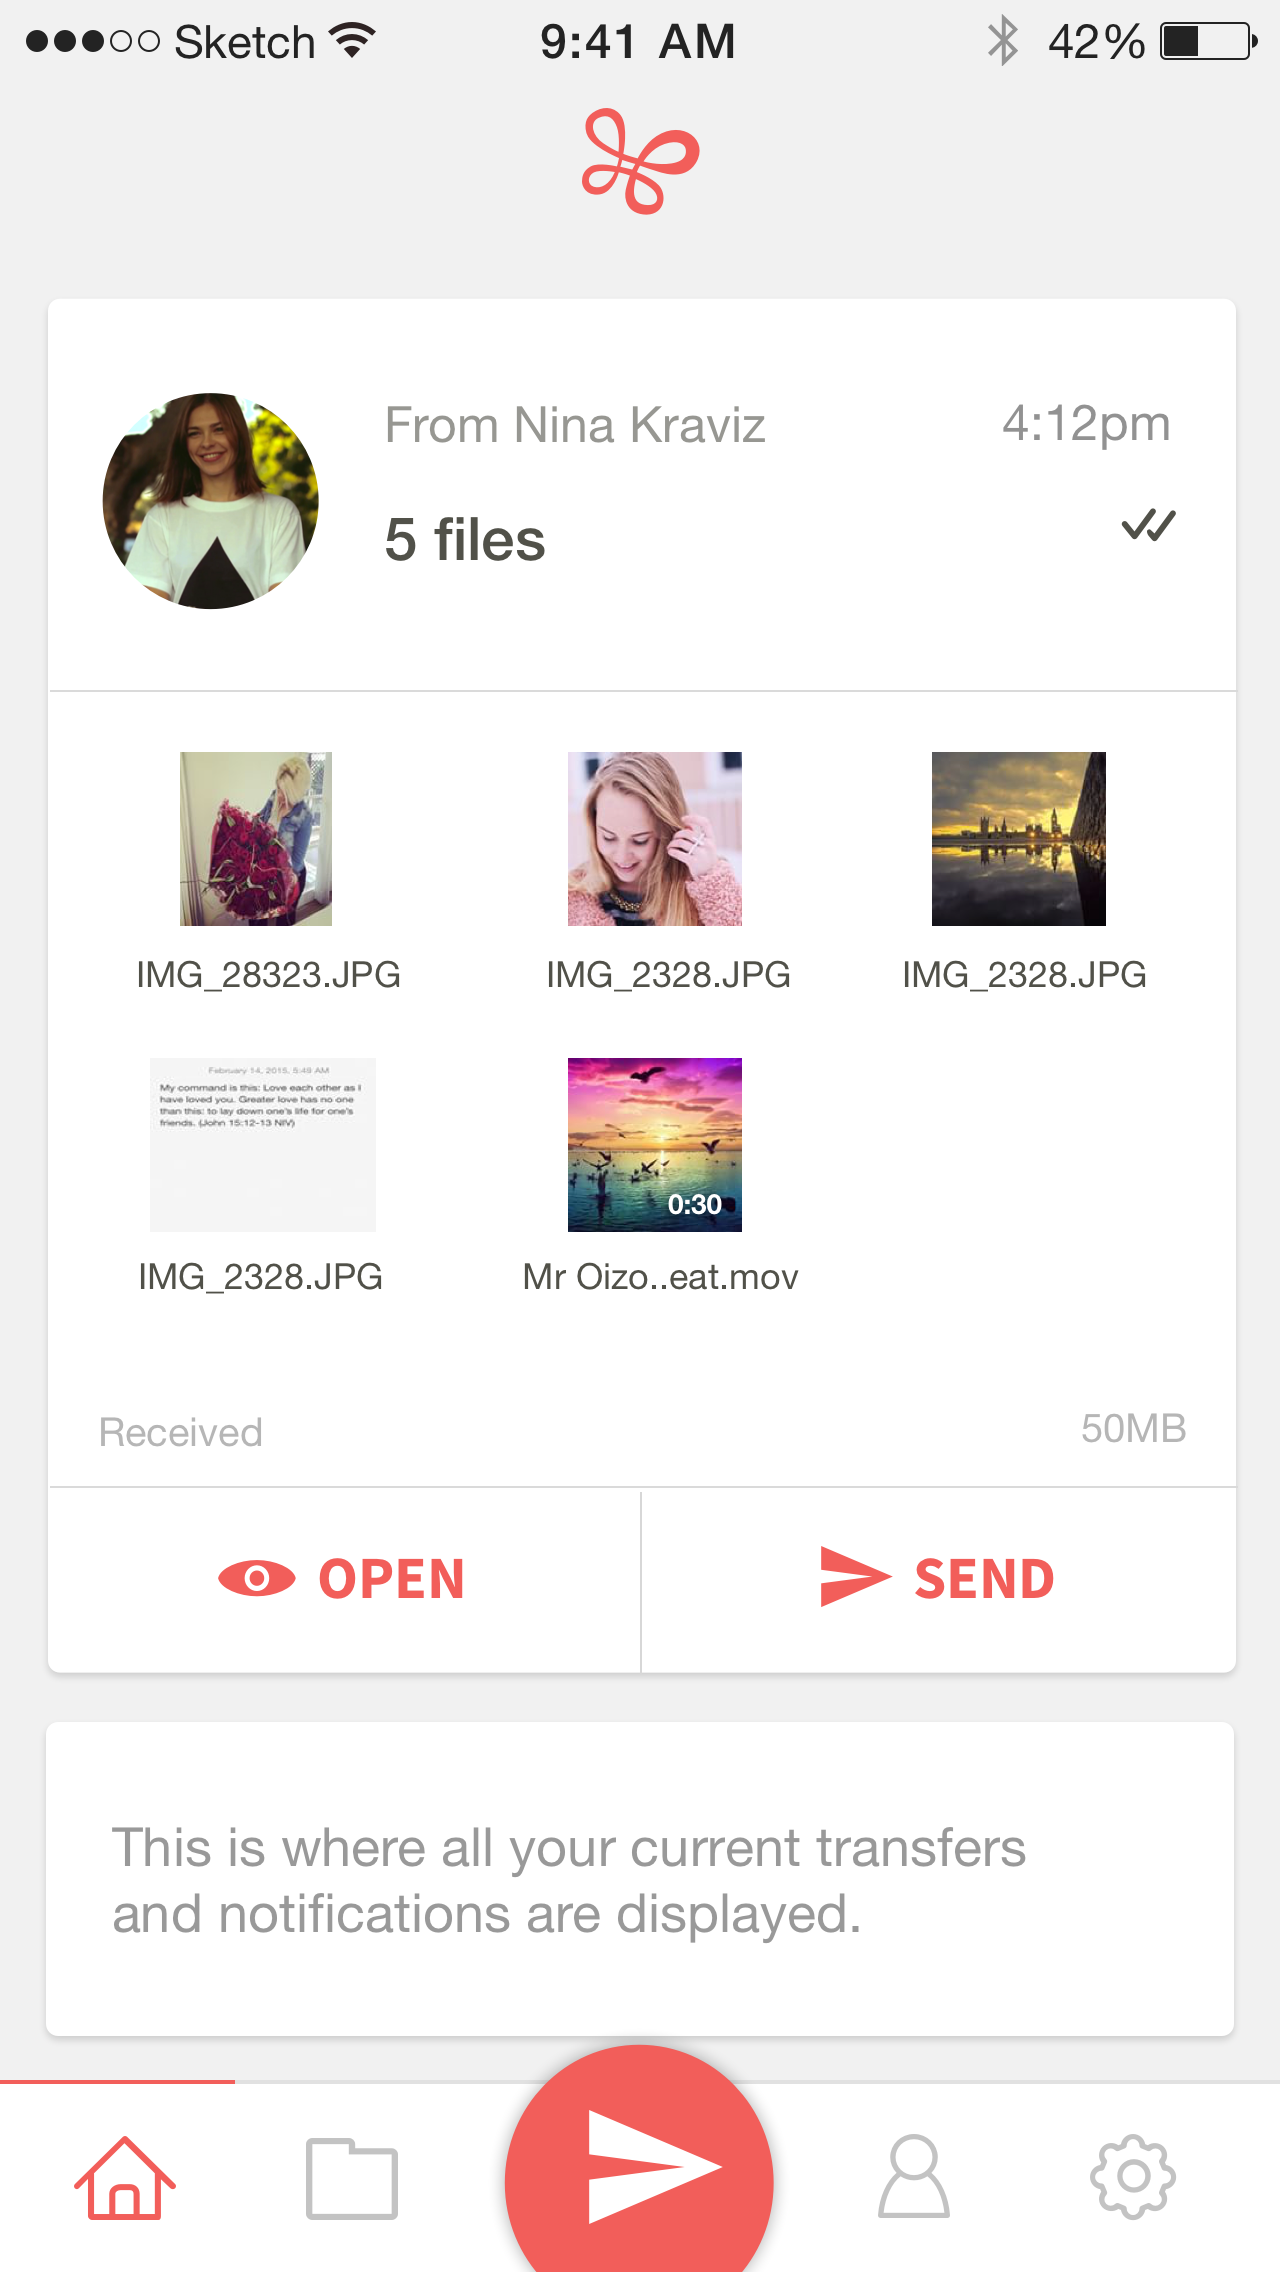 Sketch 9:41 AM 42%
From Nina Kraviz 4:12pm
5 files
IMG_28323.JPG IMG_2328.JPG IMG_2328.JPG
February 14, 2015, 5:49 AM
My command is this: Love each other as I
have loved you. Greater love has no one
than this: to lay down one's life for one's
friends. (John 15:12-13 NIV)
0:30
IMG_2328.JPG Mr Oizo..eat.mov
Received 50MB
OPEN SEND
This is where all your current transfers
and notifications are displayed.